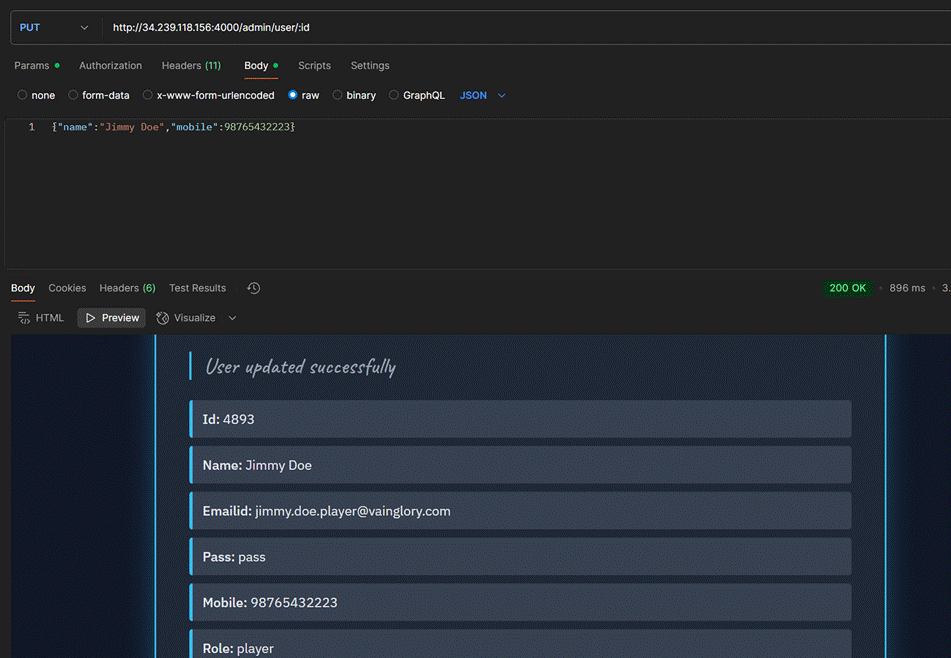 PUT http://34.239.118.156:4000/admin/user/:id
Params Authorization Headers (11) Body Scripts Settings
none form-data x-www-form-urlencoded raw binary GraphQL JSON
1 {"name":"Jimmy Doe","mobile":98765432223}
Body Cookies Headers (6) Test Results 200 OK 896 ms 3.
HTML Preview Visualize
User updated successfully
Id: 4893
Name: Jimmy Doe
Emailid: jimmy.doe.player@vainglory.com
Pass: pass
Mobile: 98765432223
Role: player